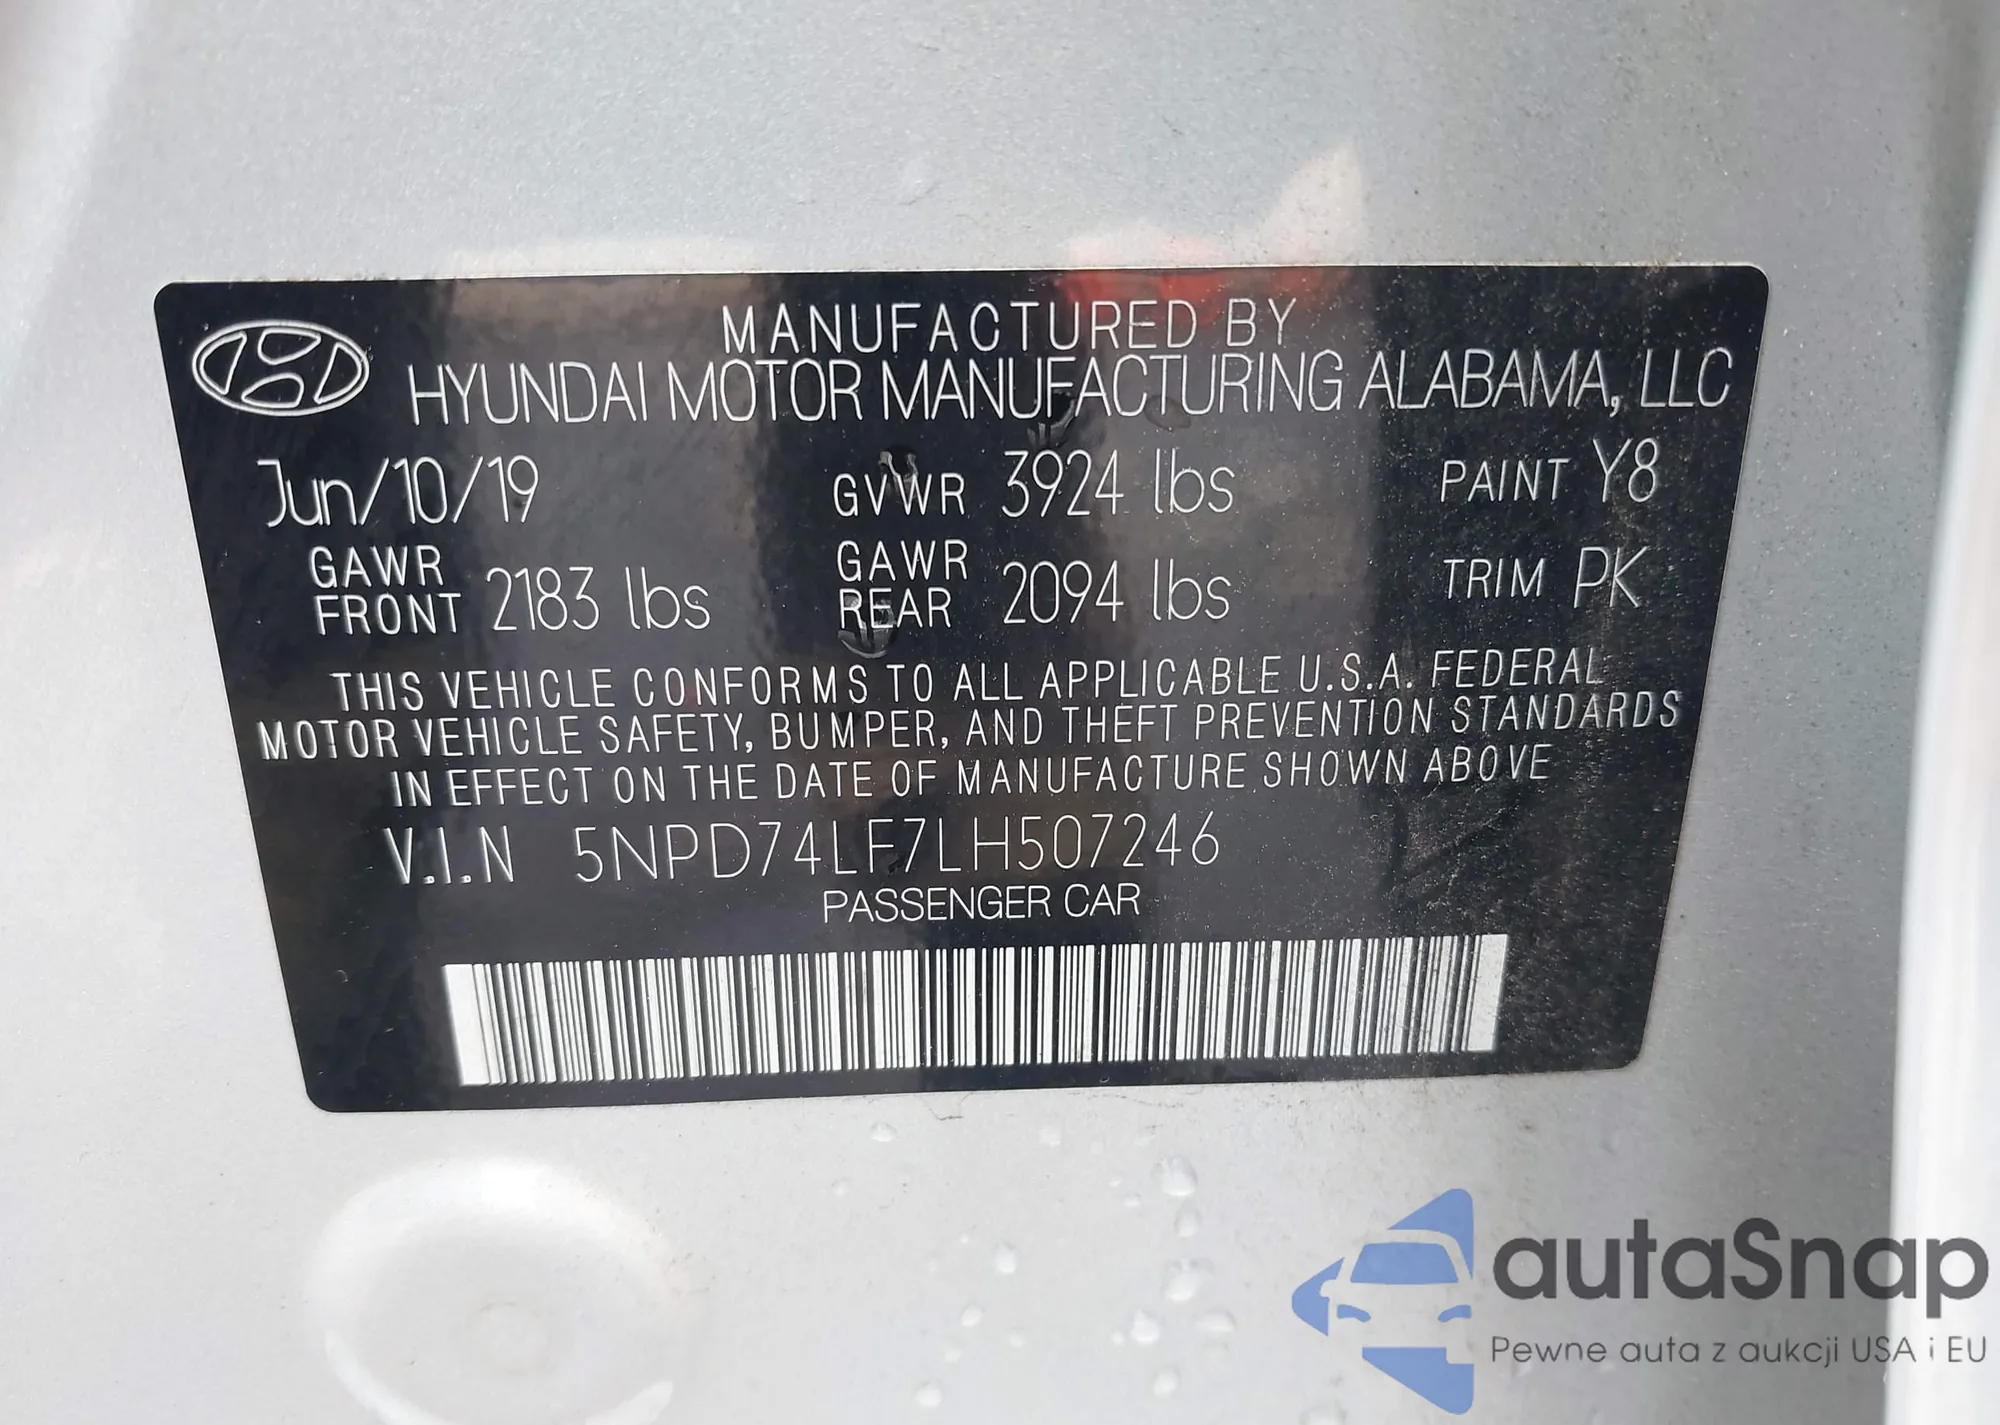 MANUFACTURED BY
HYUNDAI MOTOR MANUFACTURING ALABAMA, LLC
Jun/10/19 GVWR 3924 lbs PAINT Y8
GAWR FRONT 2183 lbs GAWR REAR 2094 lbs TRIM PK
THIS VEHICLE CONFORMS TO ALL APPLICABLE U.S.A. FEDERAL
MOTOR VEHICLE SAFETY, BUMPER, AND THEFT PREVENTION STANDARDS
IN EFFECT ON THE DATE OF MANUFACTURE SHOWN ABOVE
V.I.N 5NPD74LF7LH507246
PASSENGER CAR
autaSnap
Pewne auta z aukcji USA i EU